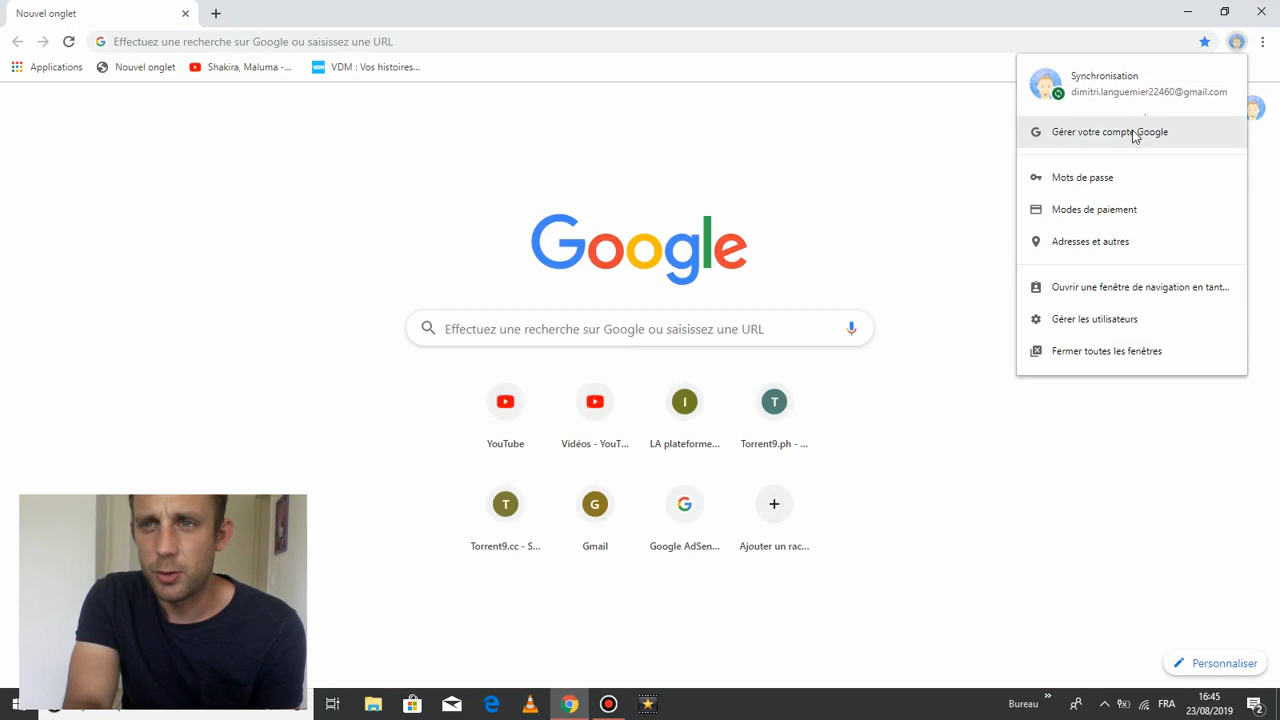 Nouvel onglet
Effectuez une recherche sur Google ou saisissez une URL
Applications
Nouvel onglet
Shakira, Maluma -...
VDM
VDM : Vos histoires...
Synchronisation
dimitri.languemier22460@gmail.com
Gérer votre compte Google
Mots de passe
Modes de paiement
Adresses et autres
Ouvrir une fenêtre de navigation en tant...
Gérer les utilisateurs
Fermer toutes les fenêtres
Google
Effectuez une recherche sur Google ou saisissez une URL
I
T
YouTube
Vidéos - YouT...
LA plateforme...
Torrent9.ph - ...
T
G
Torrent9.cc - S...
Gmail
Google AdSen...
Ajouter un rac...
Personnaliser
Bureau
FRA
16:45
23/08/2019
2